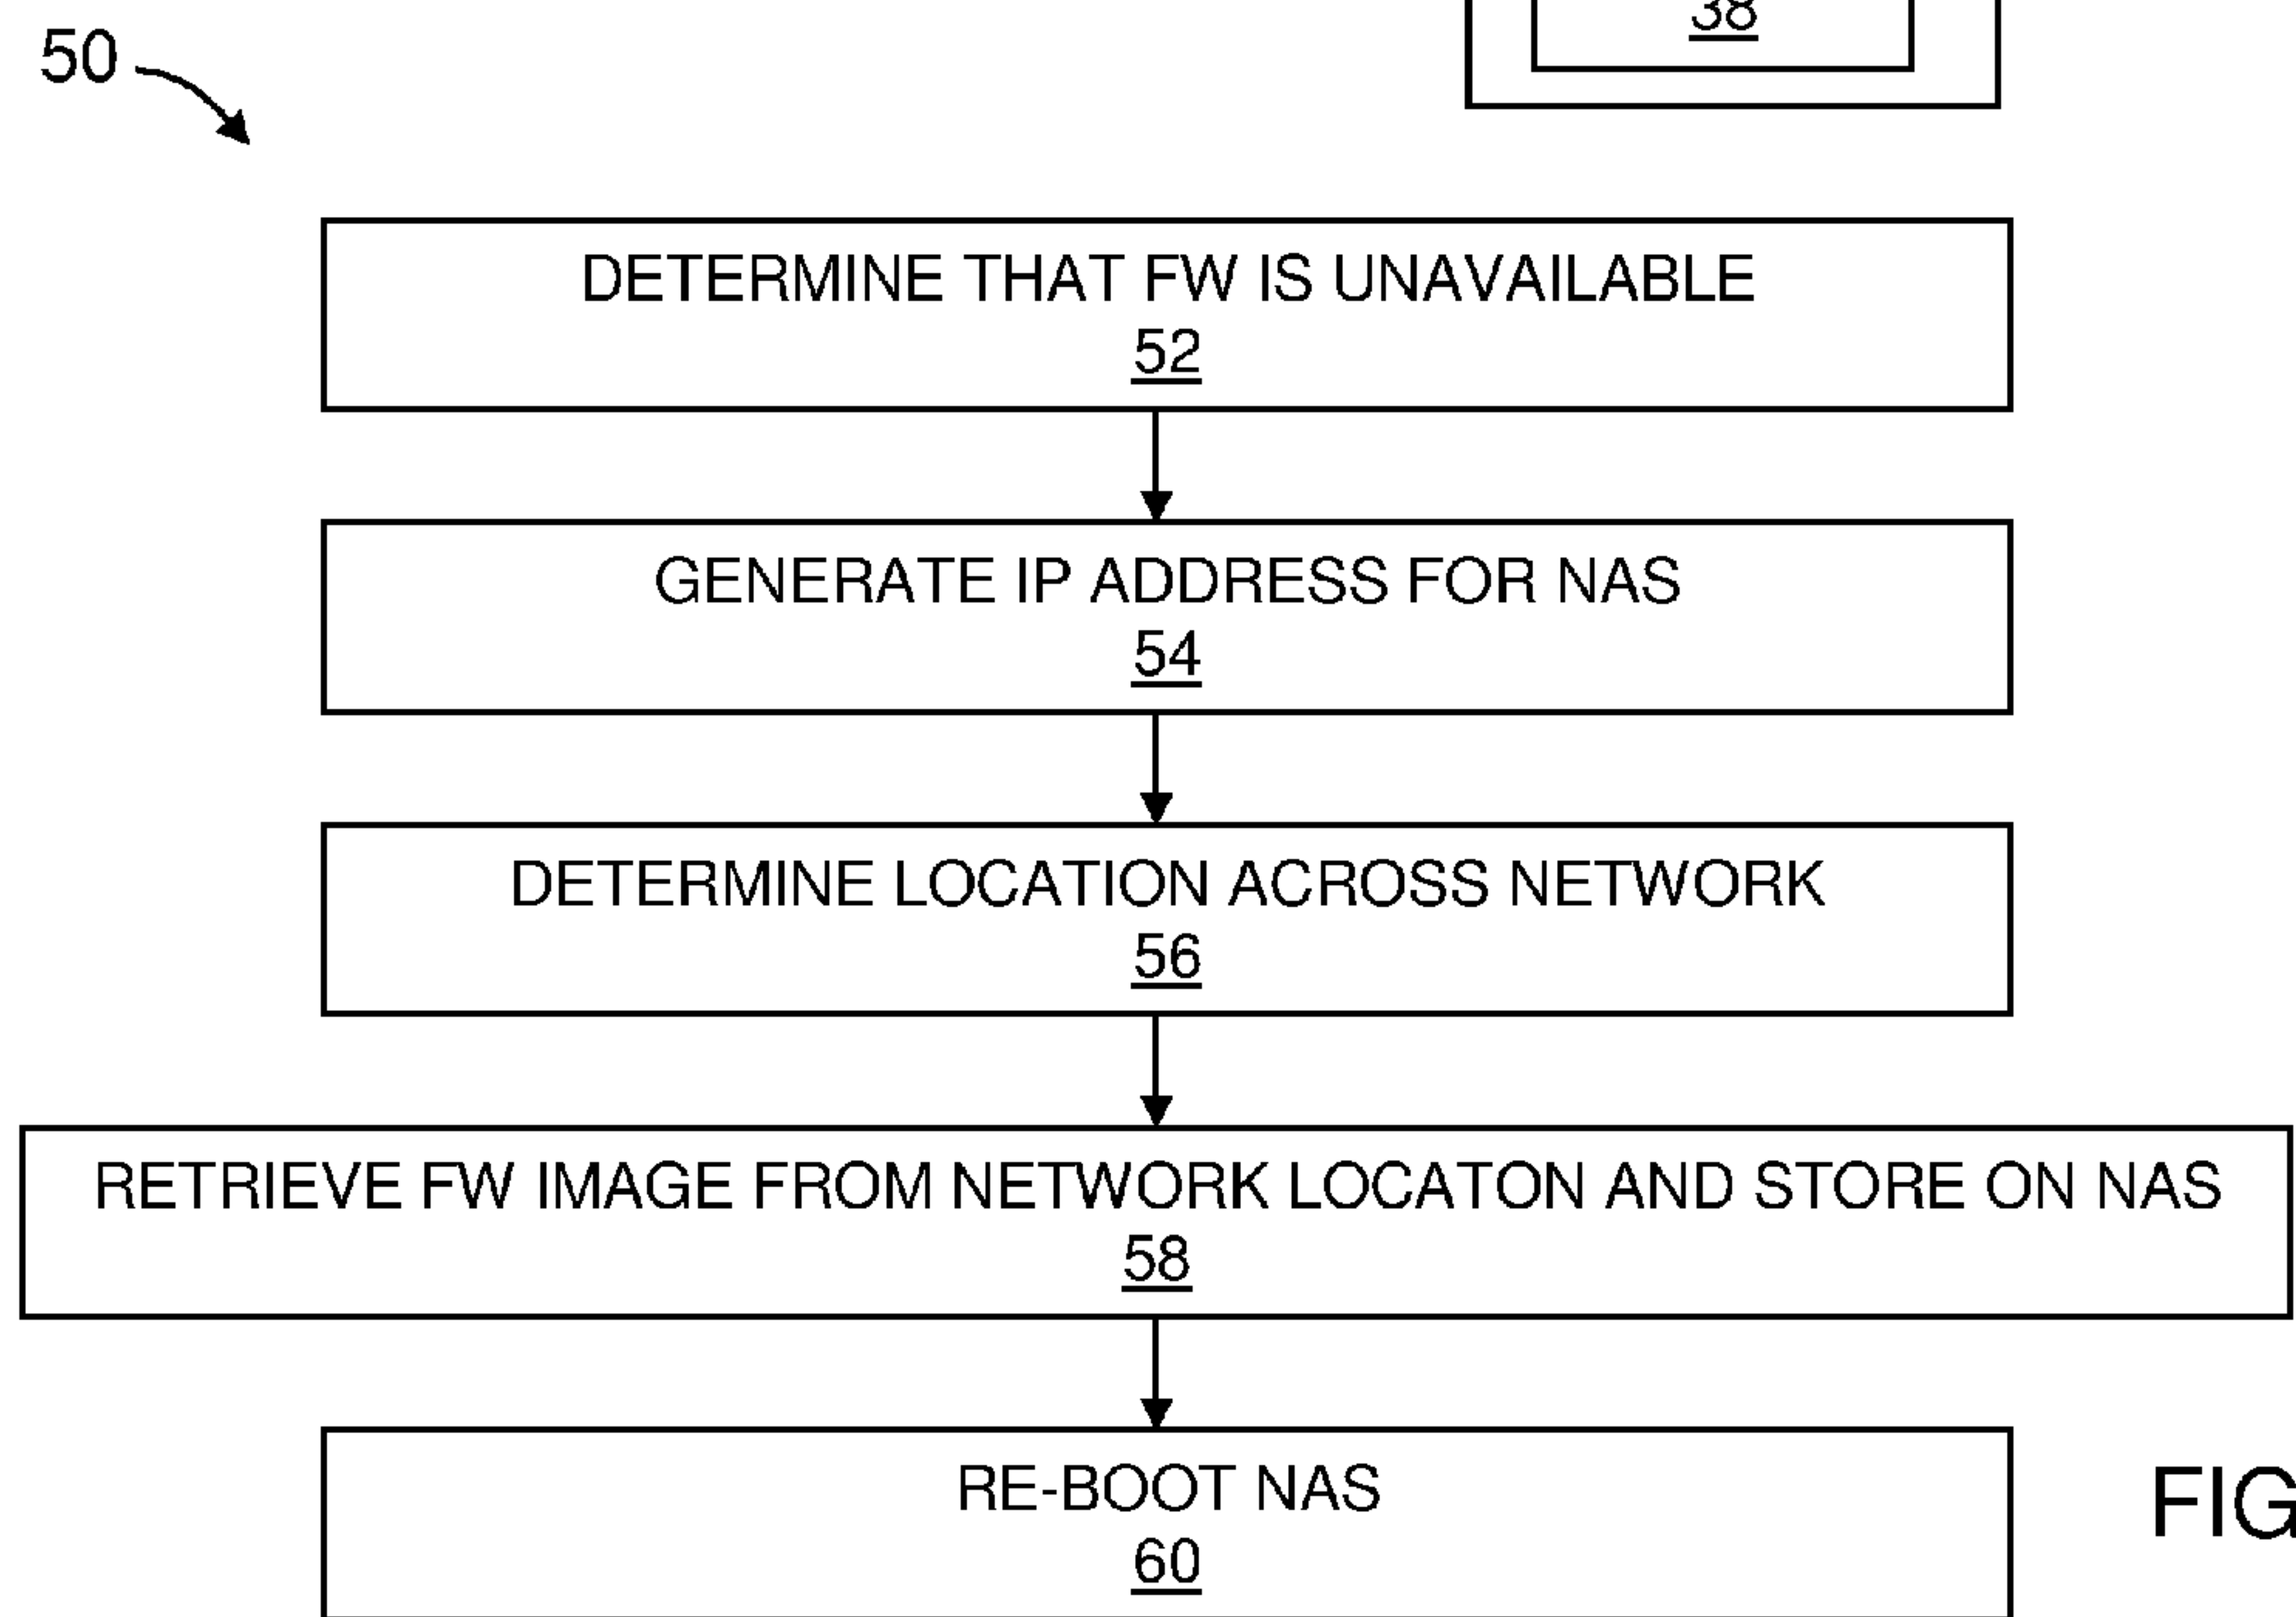 38
50
DETERMINE THAT FW IS UNAVAILABLE
52
GENERATE IP ADDRESS FOR NAS
54
DETERMINE LOCATION ACROSS NETWORK
56
RETRIEVE FW IMAGE FROM NETWORK LOCATON AND STORE ON NAS
58
RE-BOOT NAS
60
FIG